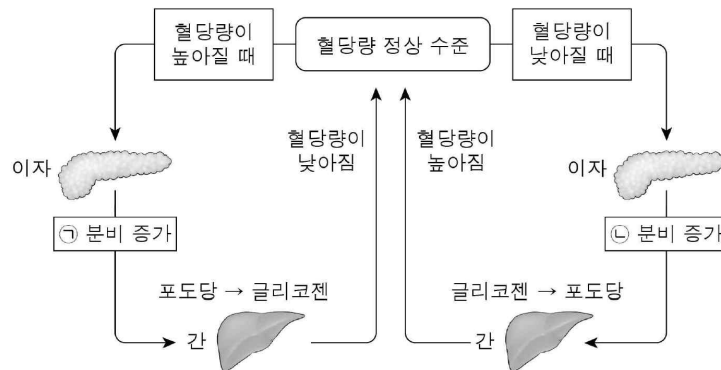 혈당량이
높아질 때
혈당량 정상 수준
혈당량이
낮아질 때
혈당량이
낮아짐
혈당량이
높아짐
이자
이자
㉠ 분비 증가
㉡ 분비 증가
포도당 → 글리코젠
글리코젠 → 포도당
간
간